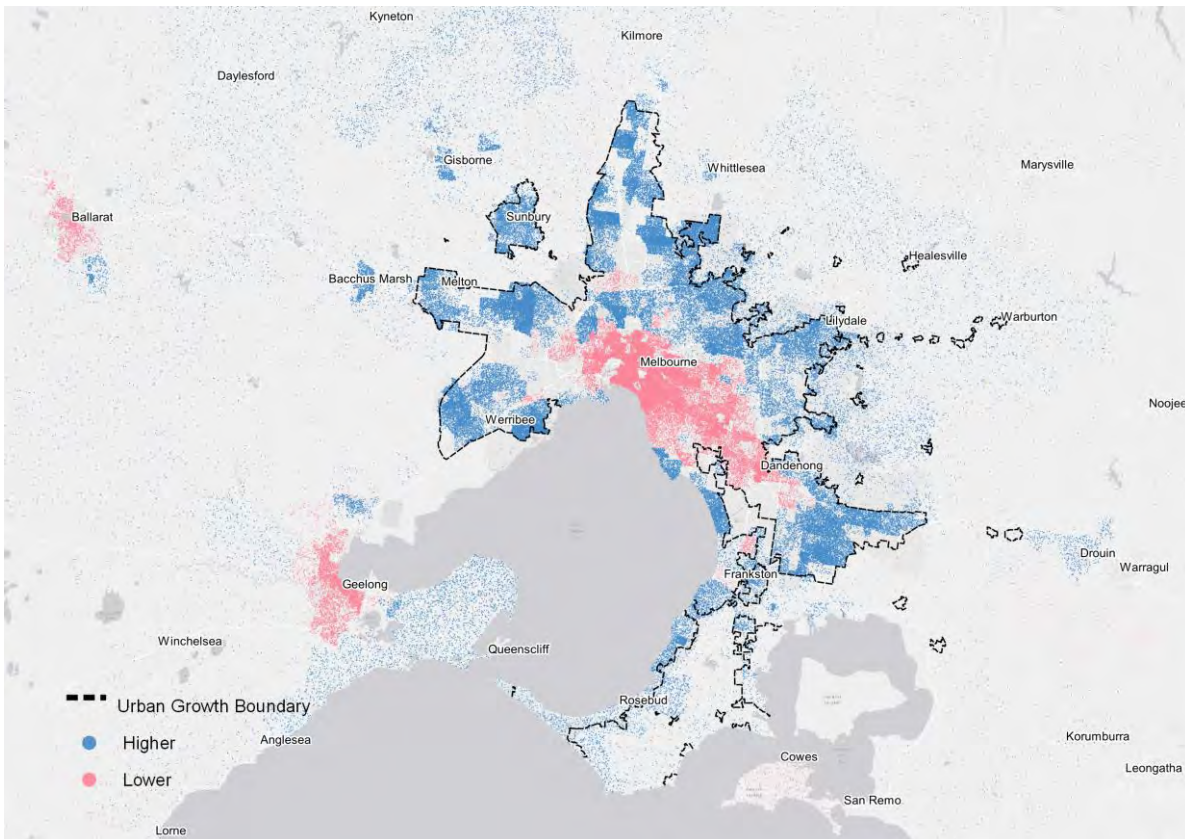 Kyneton
Kilmore
Daylesford
Gisborne
Whittlesea
Marysville
Ballarat
Sunbury
Healesville
Bacchus Marsh
Melton
Lilydale
Warburton
Melbourne
Noojee
Werribee
Dandenong
Drouin
Warragul
Geelong
Frankston
Winchelsea
Queenscliff
Rosebud
Urban Growth Boundary
Higher
Anglesea
Korumburra
Cowes
Leongatha
Lower
San Remo
Lorne